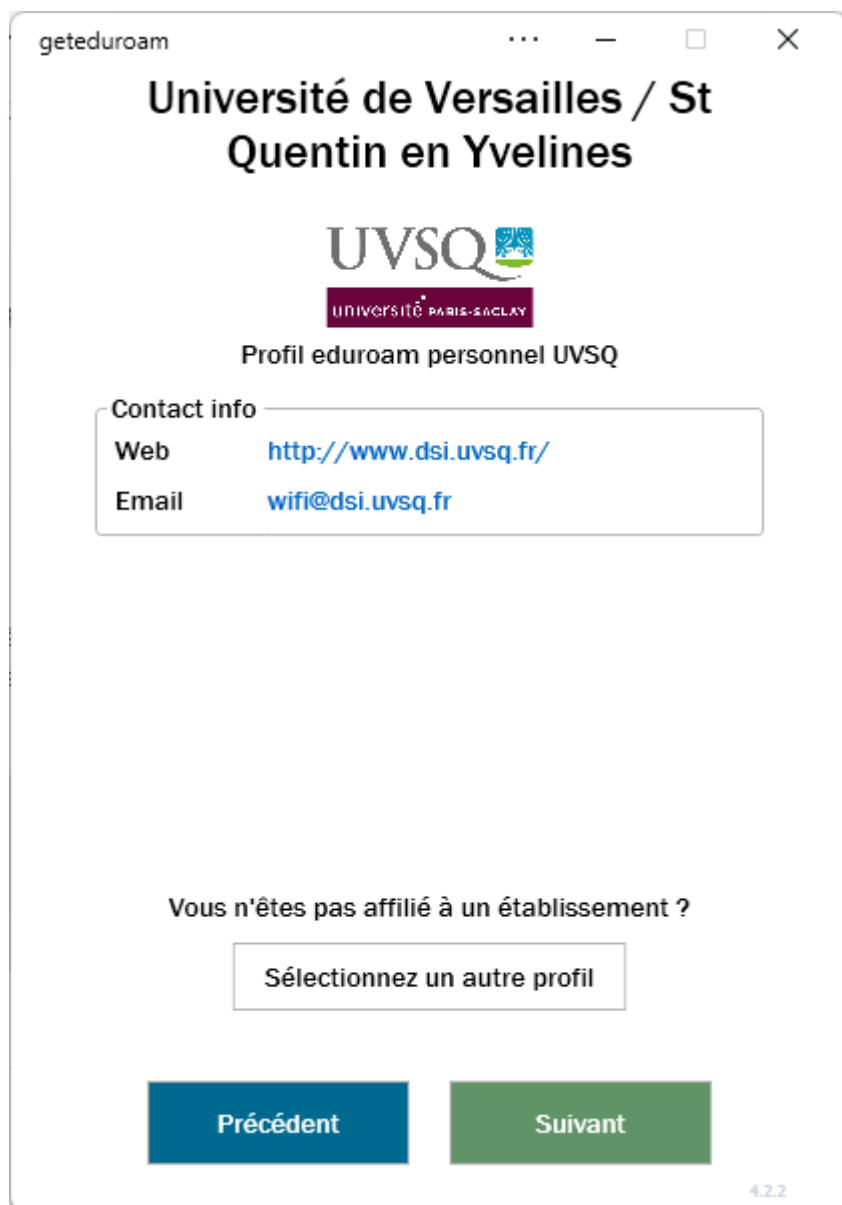 geteduroam
Université de Versailles / St
Quentin en Yvelines
UVSQ
université PARIS-SACLAY
Profil eduroam personnel UVSQ
Contact info
Web http://www.dsi.uvsq.fr/
Email wifi@dsi.uvsq.fr
Vous n'êtes pas affilié à un établissement ?
Sélectionnez un autre profil
Précédent Suivant
4.2.2